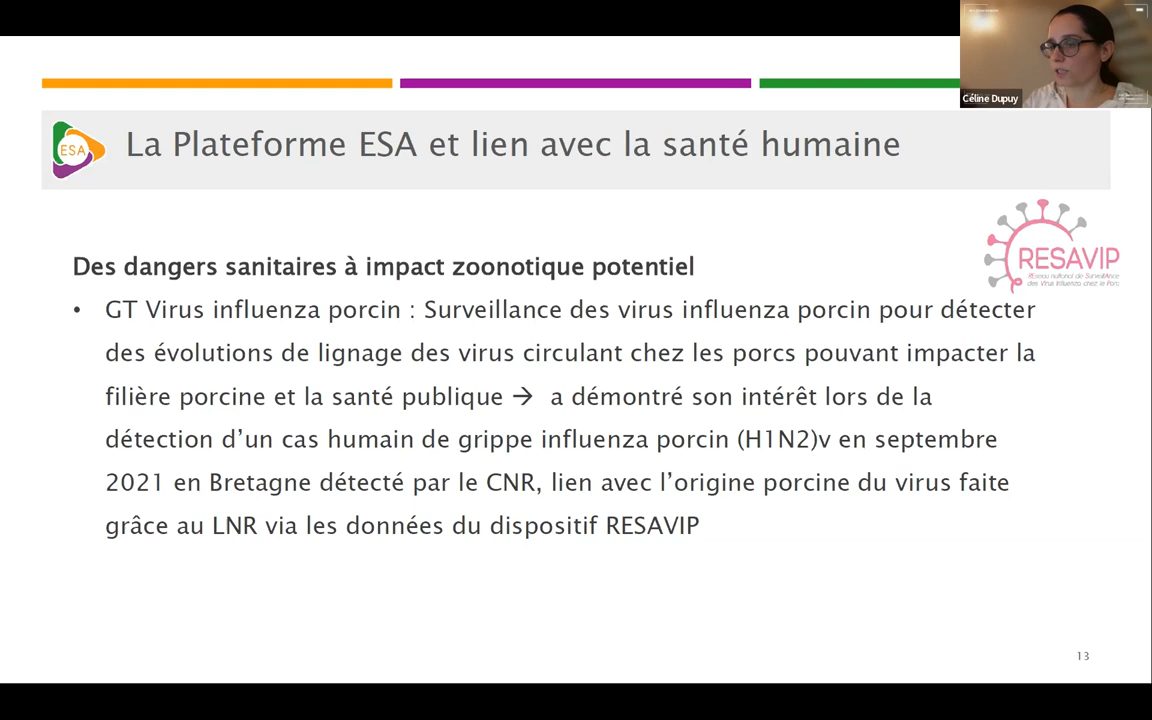 Céline Dupuy
ESA
La Plateforme ESA et lien avec la santé humaine
RESAVIP
REseau national de SurveillAnce
des Virus Influenza chez le Porc
Des dangers sanitaires à impact zoonotique potentiel
• GT Virus influenza porcin : Surveillance des virus influenza porcin pour détecter
des évolutions de lignage des virus circulant chez les porcs pouvant impacter la
filière porcine et la santé publique → a démontré son intérêt lors de la
détection d’un cas humain de grippe influenza porcin (H1N2)v en septembre
2021 en Bretagne détecté par le CNR, lien avec l’origine porcine du virus faite
grâce au LNR via les données du dispositif RESAVIP
13